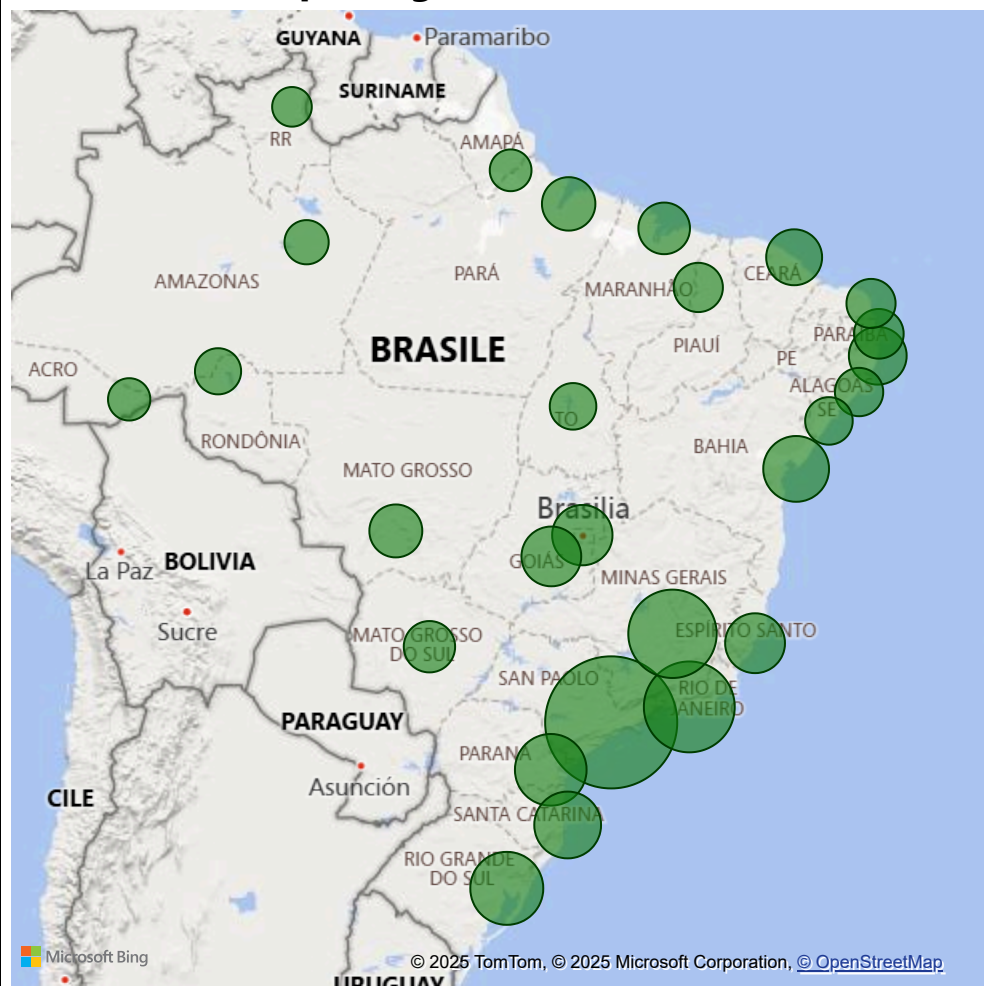 GUYANA
Paramaribo
SURINAME
RR
AMAPÁ
AMAZONAS
PARÁ
MARANHÃO
CEARÁ
BRASILE
PIAUÍ
PARAÍBA
PE
ACRO
ALAGOAS
SE
TO
RONDÔNIA
BAHIA
MATO GROSSO
Brasilia
GOIÁS
MINAS GERAIS
La Paz
BOLIVIA
Sucre
MATO GROSSO
DO SUL
ESPÍRITO SANTO
SAN PAOLO
RIO DE
JANEIRO
PARAGUAY
PARANÁ
Asunción
CILE
SANTA CATARINA
RIO GRANDE
DO SUL
Microsoft Bing
© 2025 TomTom, © 2025 Microsoft Corporation, © OpenStreetMap
URUGUAY